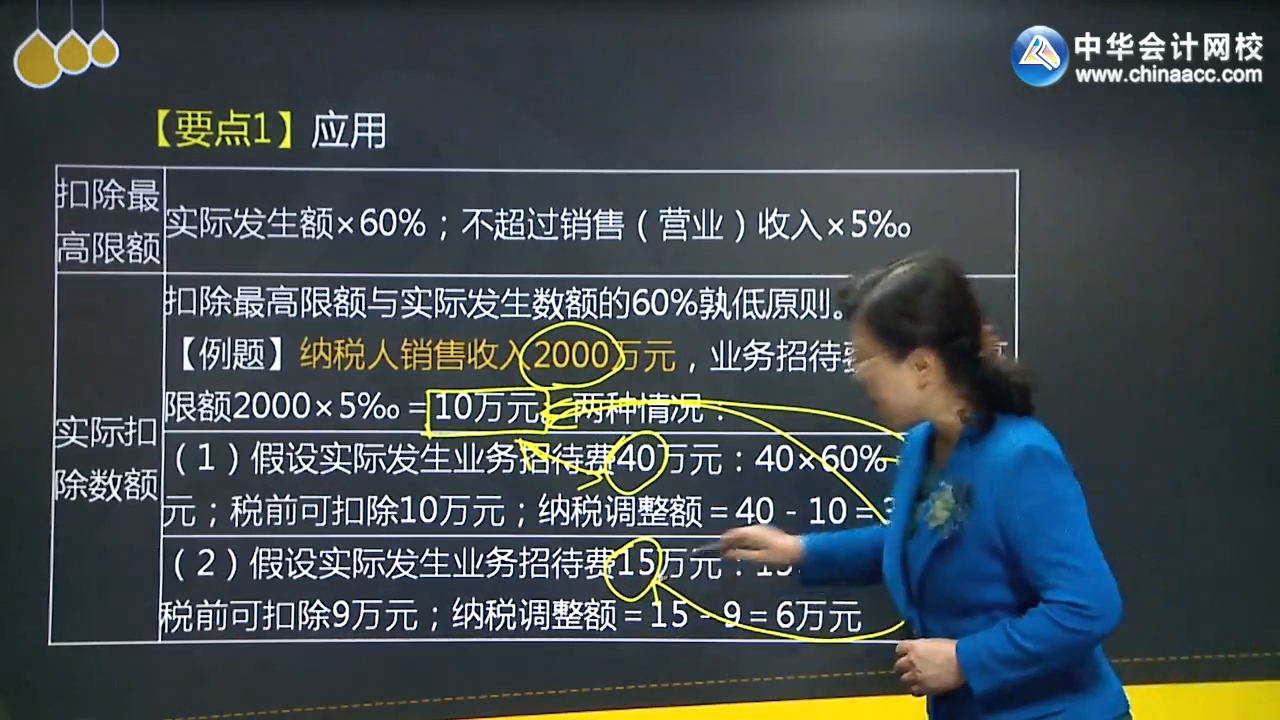 中华会计网校
www.chinaacc.com
【要点1】应用
扣除最高限额
实际发生额×60%；不超过销售（营业）收入×5‰
实际扣除数额
扣除最高限额与实际发生数额的60%孰低原则。
【例题】纳税人销售收入2000万元，业务招待费
限额2000×5‰＝10万元。两种情况：
（1）假设实际发生业务招待费40万元：40×60%
元；税前可扣除10万元；纳税调整额＝40－10＝3
（2）假设实际发生业务招待费15万元：15
税前可扣除9万元；纳税调整额＝15－9＝6万元